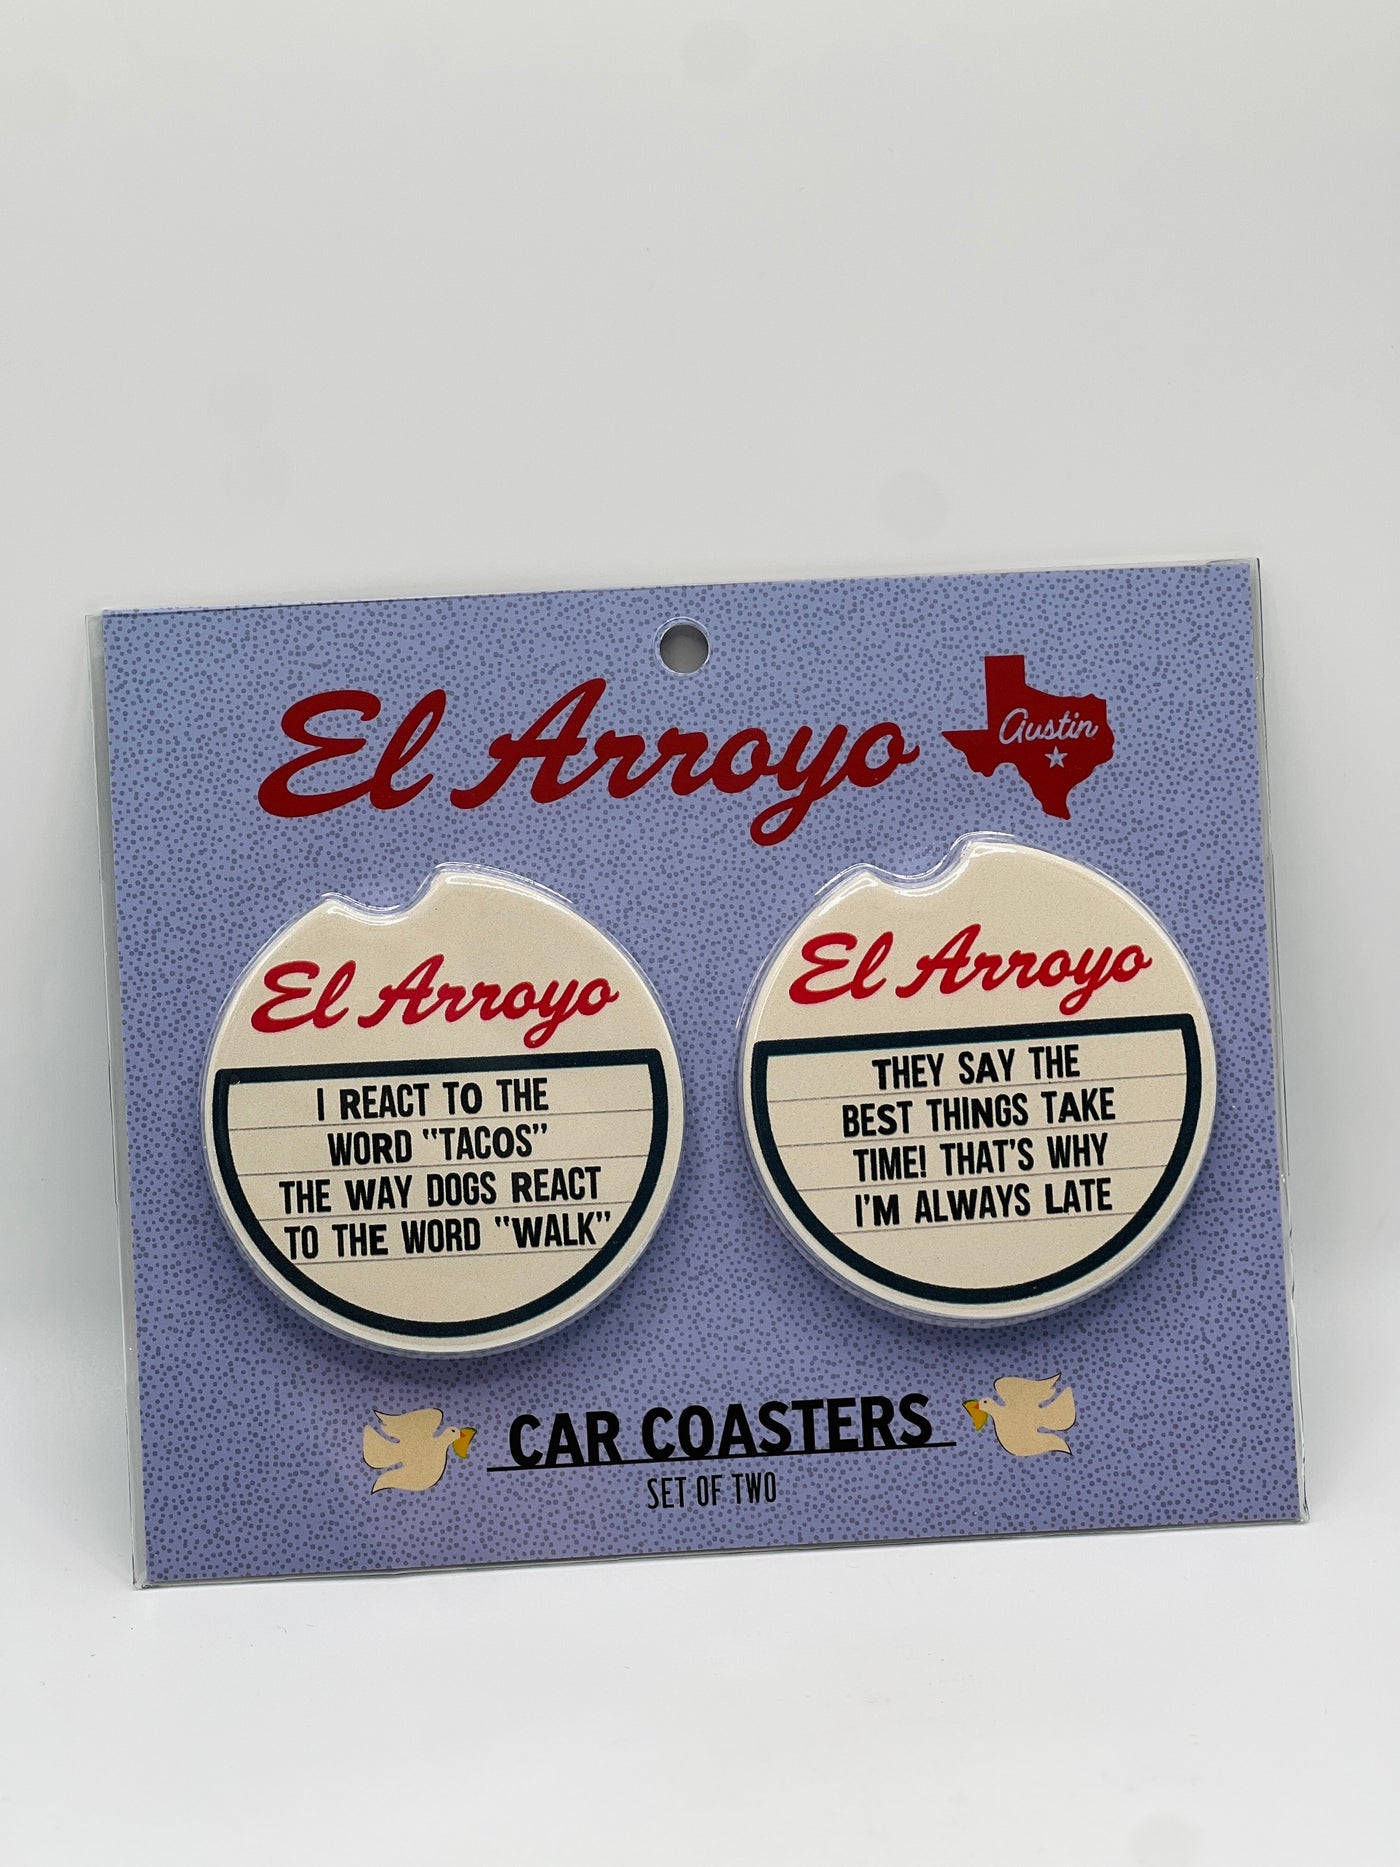 El Arroyo
Austin
El Arroyo
I REACT TO THE
WORD "TACOS"
THE WAY DOGS REACT
TO THE WORD "WALK"
El Arroyo
THEY SAY THE
BEST THINGS TAKE
TIME! THAT'S WHY
I'M ALWAYS LATE
CAR COASTERS
SET OF TWO